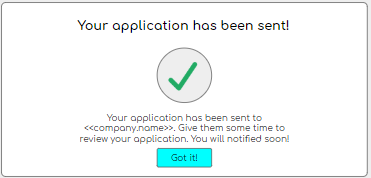 Your application has been sent!
Your application has been sent to
<<company.name>>. Give them some time to
review your application. You will notified soon!
Got it!